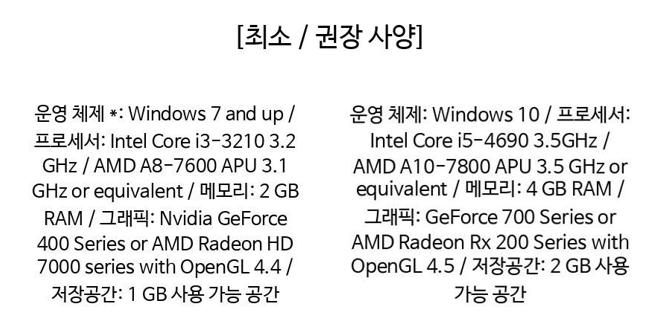 [최소 / 권장 사양]
운영 체제 *: Windows 7 and up /
프로세서: Intel Core i3-3210 3.2
GHz / AMD A8-7600 APU 3.1
GHz or equivalent / 메모리: 2 GB
RAM / 그래픽: Nvidia GeForce
400 Series or AMD Radeon HD
7000 series with OpenGL 4.4 /
저장공간: 1 GB 사용 가능 공간
운영 체제: Windows 10 / 프로세서:
Intel Core i5-4690 3.5GHz /
AMD A10-7800 APU 3.5 GHz or
equivalent / 메모리: 4 GB RAM /
그래픽: GeForce 700 Series or
AMD Radeon Rx 200 Series with
OpenGL 4.5 / 저장공간: 2 GB 사용
가능 공간